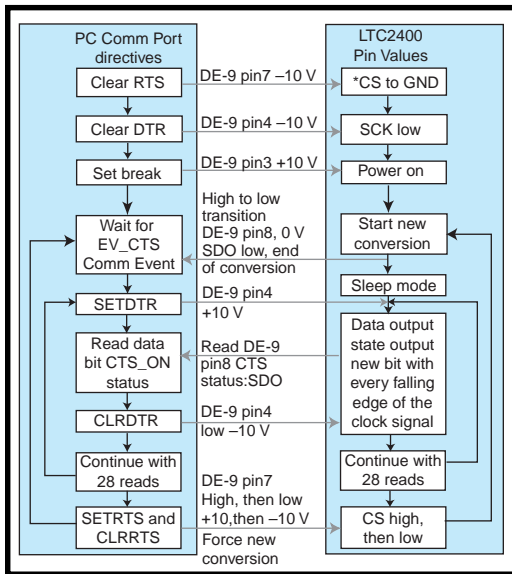 PC Comm Port
directives
Clear RTS
Clear DTR
Set break
Wait for
EV_CTS
Comm Event
SETDTR
Read data
bit CTS_ON
status
CLRDTR
Continue with
28 reads
SETRTS and
CLRRTS
DE-9 pin7 –10 V
DE-9 pin4 –10 V
DE-9 pin3 +10 V
High to low
transition
DE-9 pin8, 0 V
SDO low, end
of conversion
DE-9 pin4
+10 V
Read DE-9
pin8 CTS
status:SDO
DE-9 pin4
low –10 V
DE-9 pin7
High, then low
+10,then –10 V
Force new
conversion
LTC2400
Pin Values
*CS to GND
SCK low
Power on
Start new
conversion
Sleep mode
Data output
state output
new bit with
every falling
edge of the
clock signal
Continue with
28 reads
CS high,
then low